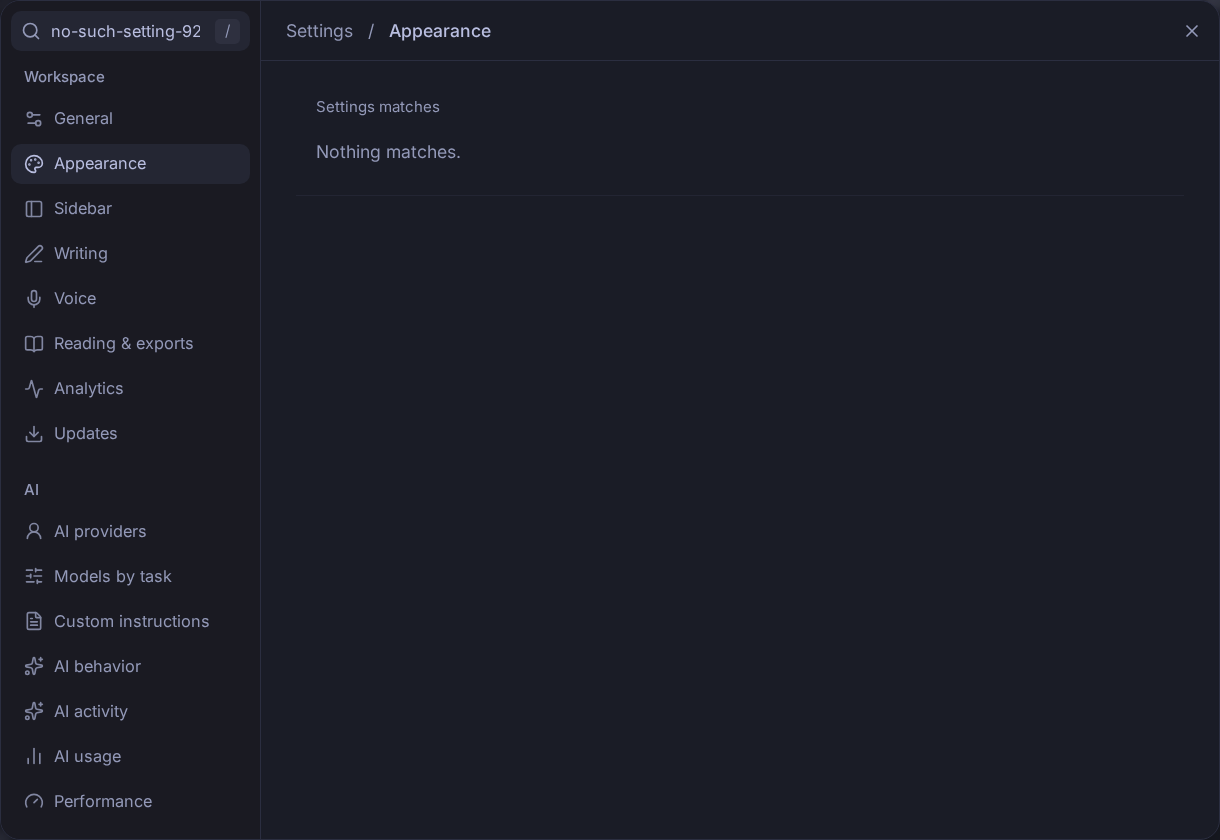 no-such-setting-92 /
Workspace
General
Appearance
Sidebar
Writing
Voice
Reading & exports
Analytics
Updates
AI
AI providers
Models by task
Custom instructions
AI behavior
AI activity
AI usage
Performance
Settings / Appearance
Settings matches
Nothing matches.